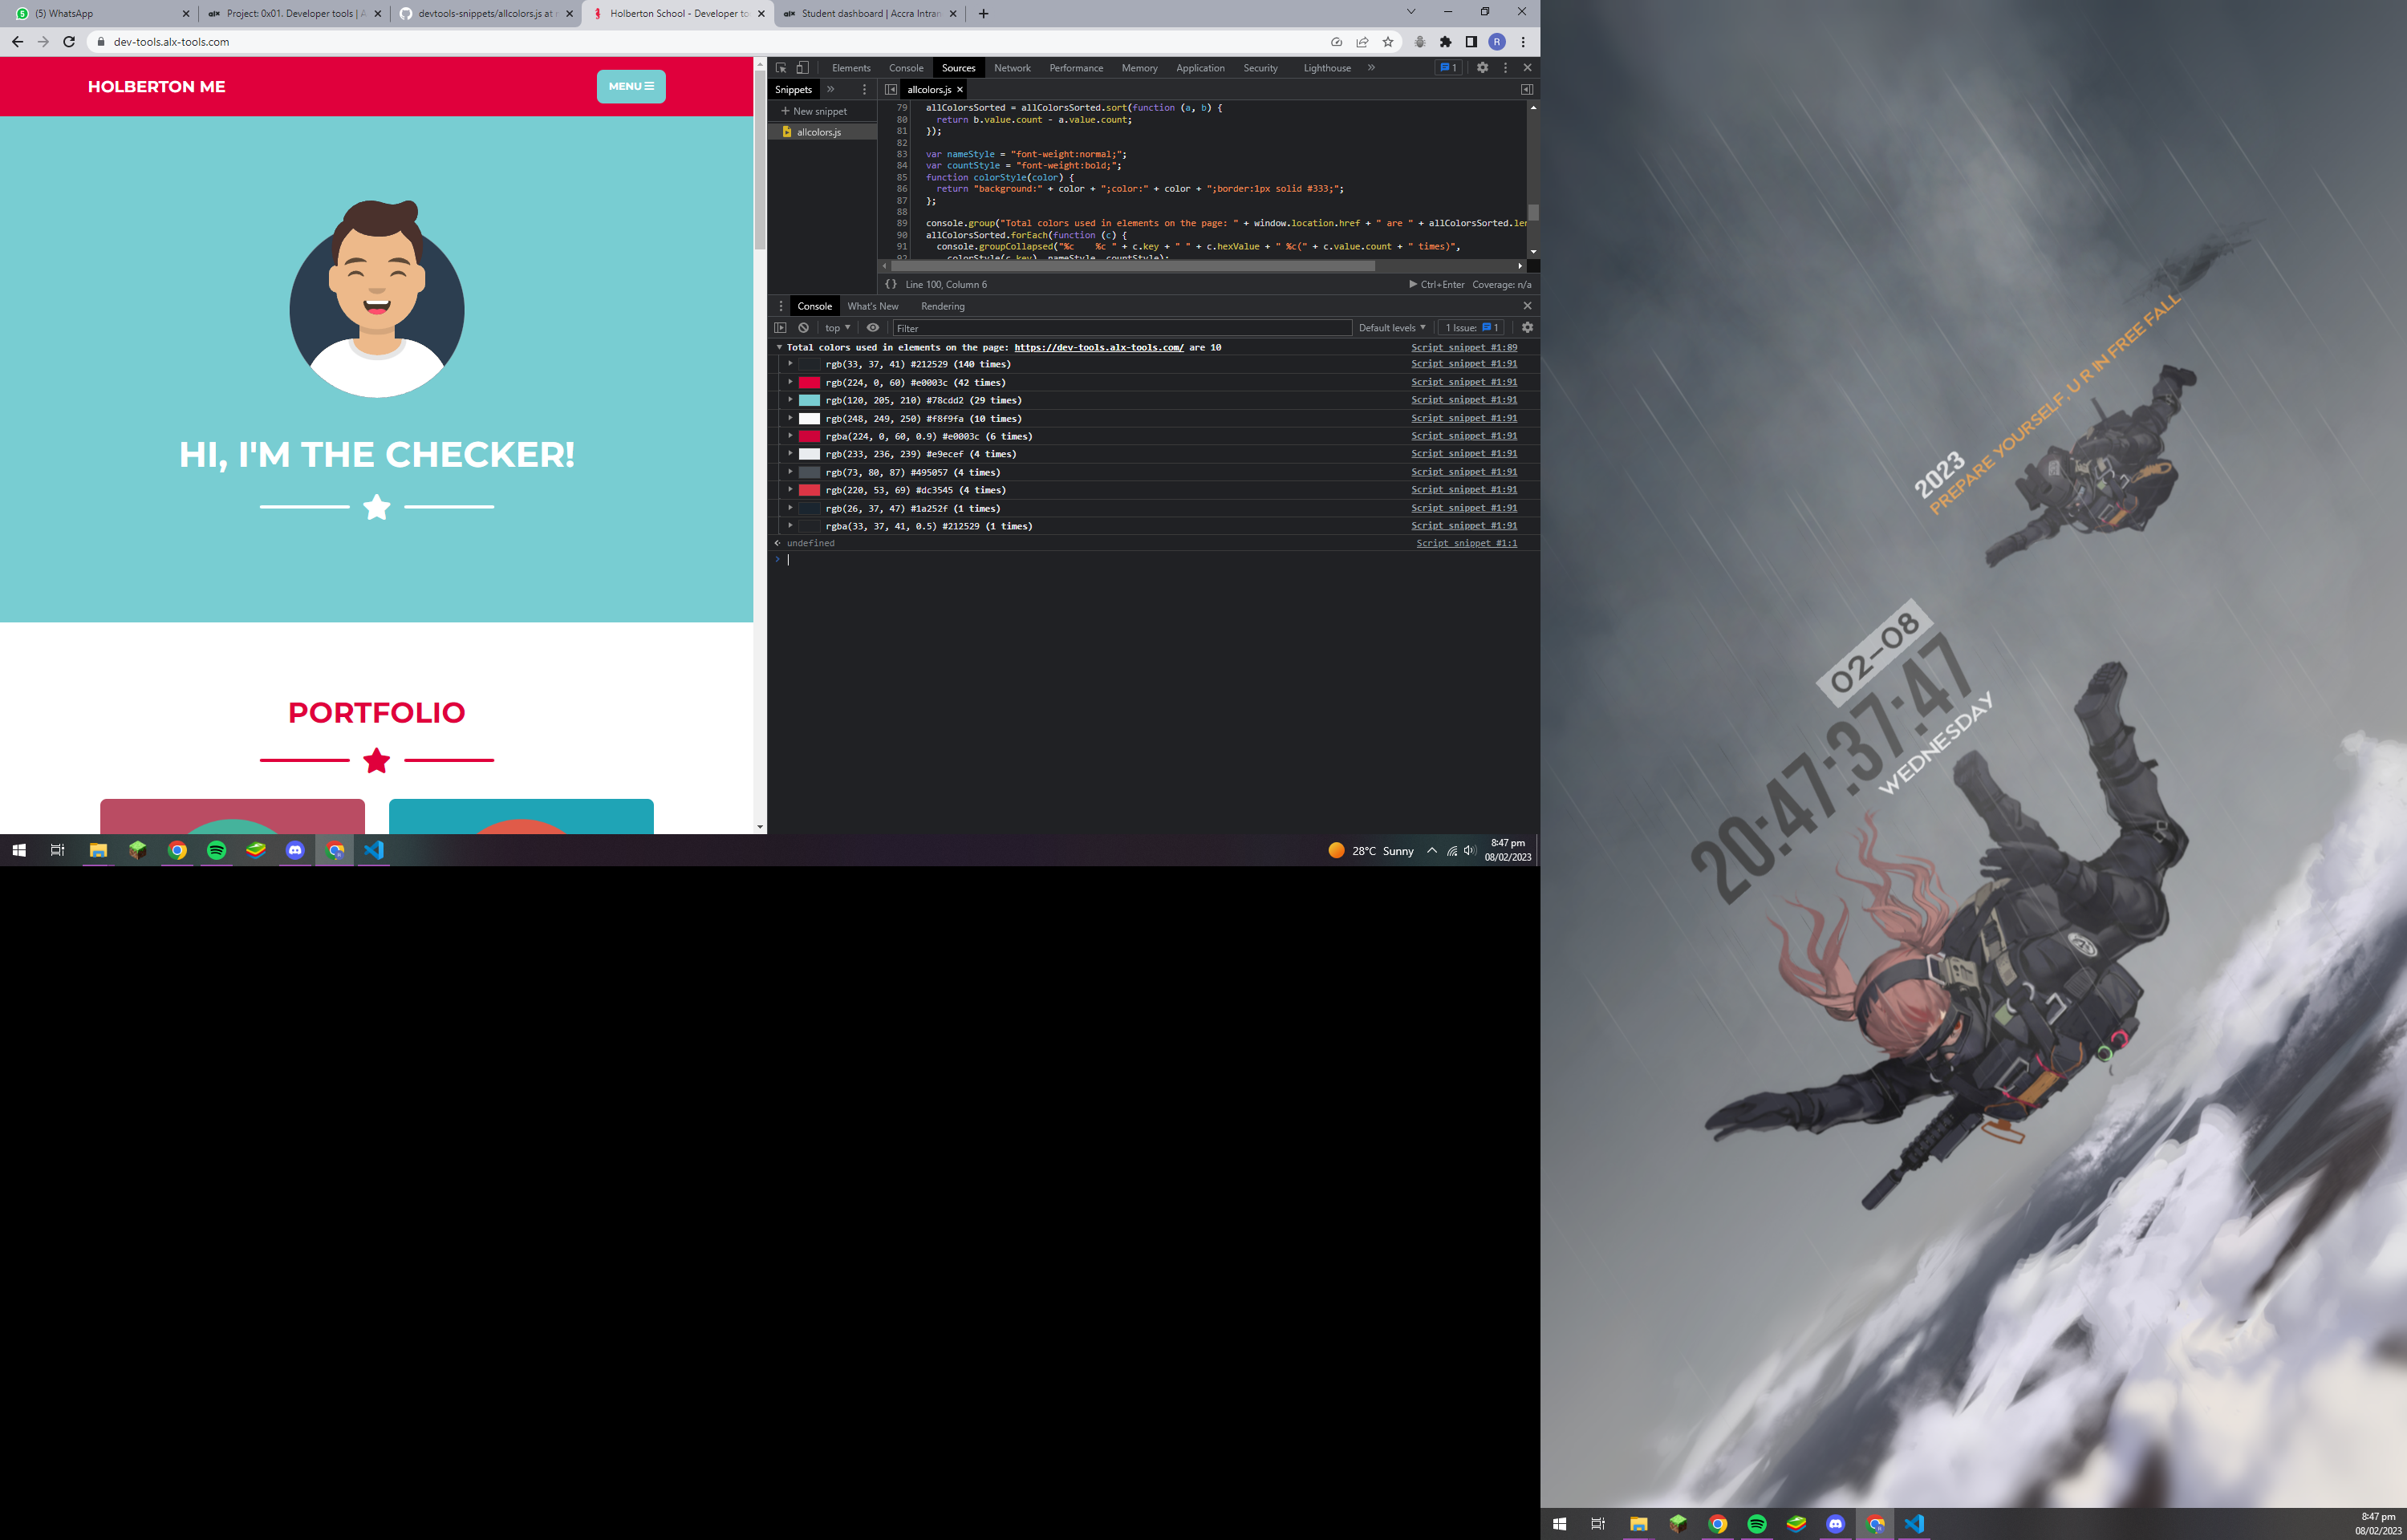 (5) WhatsApp
Project: 0x01. Developer tools | A
devtools-snippets/allcolors.js at r
Holberton School - Developer to
Student dashboard | Accra Intran
dev-tools.alx-tools.com
R
HOLBERTON ME
MENU
HI, I'M THE CHECKER!
PORTFOLIO
Elements Console Sources Network Performance Memory Application Security Lighthouse » 1
Snippets »
+ New snippet
allcolors.js
allcolors.js
79 allColorsSorted = allColorsSorted.sort(function (a, b) {
80 return b.value.count - a.value.count;
81 });
82
83 var nameStyle = "font-weight:normal;";
84 var countStyle = "font-weight:bold;";
85 function colorStyle(color) {
86 return "background:" + color + ";color:" + color + ";border:1px solid #333;";
87 };
88
89 console.group("Total colors used in elements on the page: " + window.location.href + " are " + allColorsSorted.len
90 allColorsSorted.forEach(function (c) {
91 console.groupCollapsed("%c    %c " + c.key + " " + c.hexValue + " %c(" + c.value.count + " times)",
{ } Line 100, Column 6
Ctrl+Enter Coverage: n/a
Console What's New Rendering
top Filter Default levels 1 Issue: 1
Total colors used in elements on the page: https://dev-tools.alx-tools.com/ are 10 Script snippet #1:89
rgb(33, 37, 41) #212529 (140 times) Script snippet #1:91
rgb(224, 0, 60) #e0003c (42 times) Script snippet #1:91
rgb(120, 205, 210) #78cdd2 (29 times) Script snippet #1:91
rgb(248, 249, 250) #f8f9fa (10 times) Script snippet #1:91
rgba(224, 0, 60, 0.9) #e0003c (6 times) Script snippet #1:91
rgb(233, 236, 239) #e9ecef (4 times) Script snippet #1:91
rgb(73, 80, 87) #495057 (4 times) Script snippet #1:91
rgb(220, 53, 69) #dc3545 (4 times) Script snippet #1:91
rgb(26, 37, 47) #1a252f (1 times) Script snippet #1:91
rgba(33, 37, 41, 0.5) #212529 (1 times) Script snippet #1:91
undefined Script snippet #1:1
28°C Sunny
8:47 pm
08/02/2023
2023
PREPARE YOURSELF, U R IN FREE FALL
02-08
20:47:37:47
WEDNESDAY
8:47 pm
08/02/2023